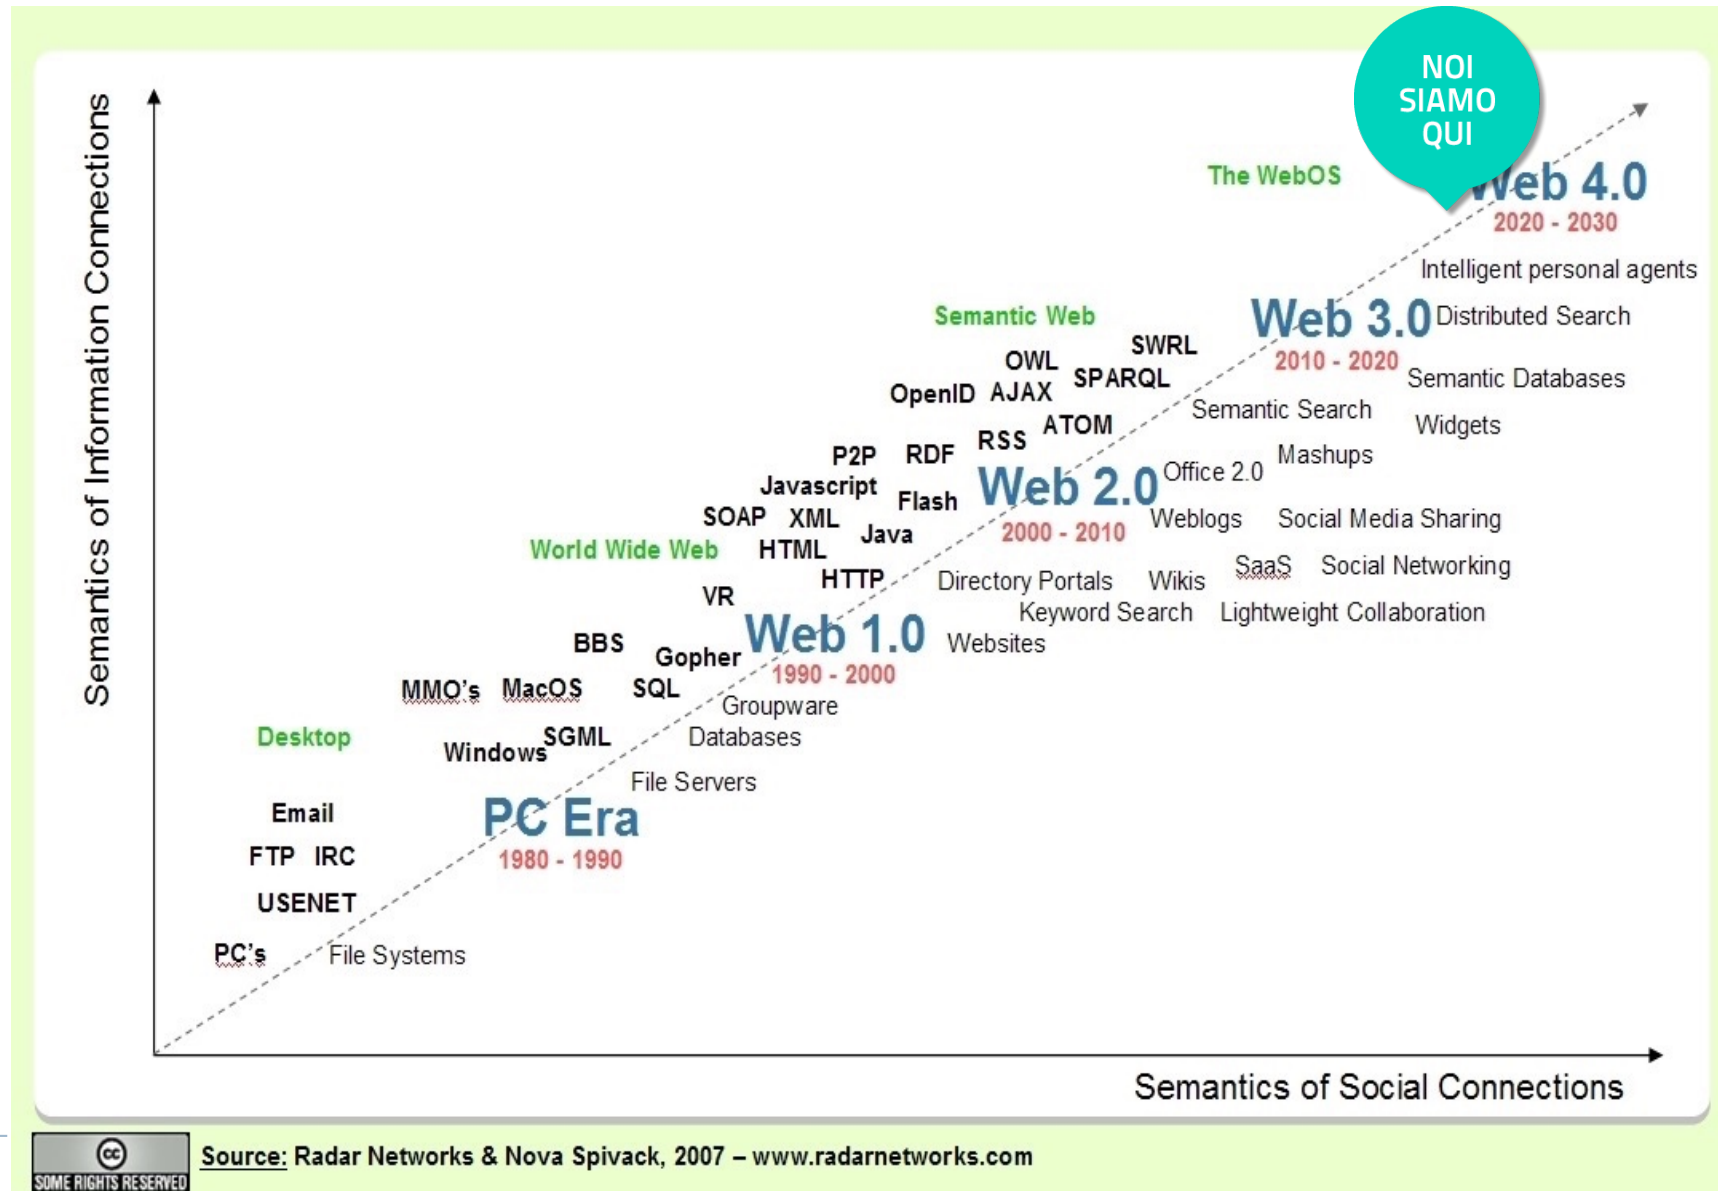 NOI
SIAMO
QUI
Semantics of Information Connections
The WebOS
Web 4.0
2020 - 2030
Intelligent personal agents
Semantic Web
Web 3.0
Distributed Search
SWRL
2010 - 2020
OWL
SPARQL
Semantic Databases
OpenID
AJAX
Semantic Search
ATOM
Widgets
RSS
P2P
RDF
Mashups
Office 2.0
Javascript
Flash
Web 2.0
SOAP
XML
2000 - 2010
Weblogs
Social Media Sharing
Java
World Wide Web
HTML
HTTP
Directory Portals
Wikis
SaaS
Social Networking
VR
Keyword Search
Lightweight Collaboration
Web 1.0
Websites
BBS
Gopher
1990 - 2000
MMO's
MacOS
SQL
Groupware
Desktop
SGML
Databases
Windows
File Servers
Email
PC Era
FTP
IRC
1980 - 1990
USENET
PC's
File Systems
Semantics of Social Connections
cc
SOME RIGHTS RESERVED
Source: Radar Networks & Nova Spivack, 2007 – www.radarnetworks.com